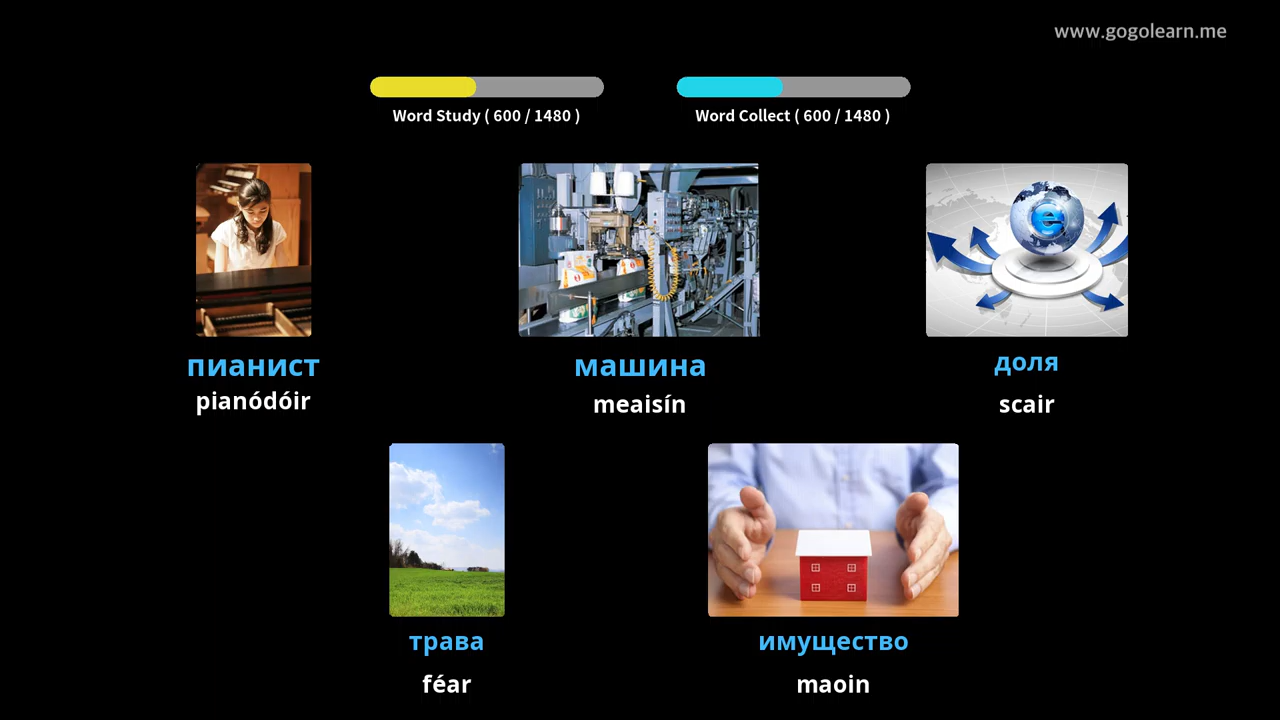 www.gogolearn.me
Word Study ( 600 / 1480 )
Word Collect ( 600 / 1480 )
пианист
pianódóir
машина
meaisín
доля
scair
трава
féar
имущество
maoin